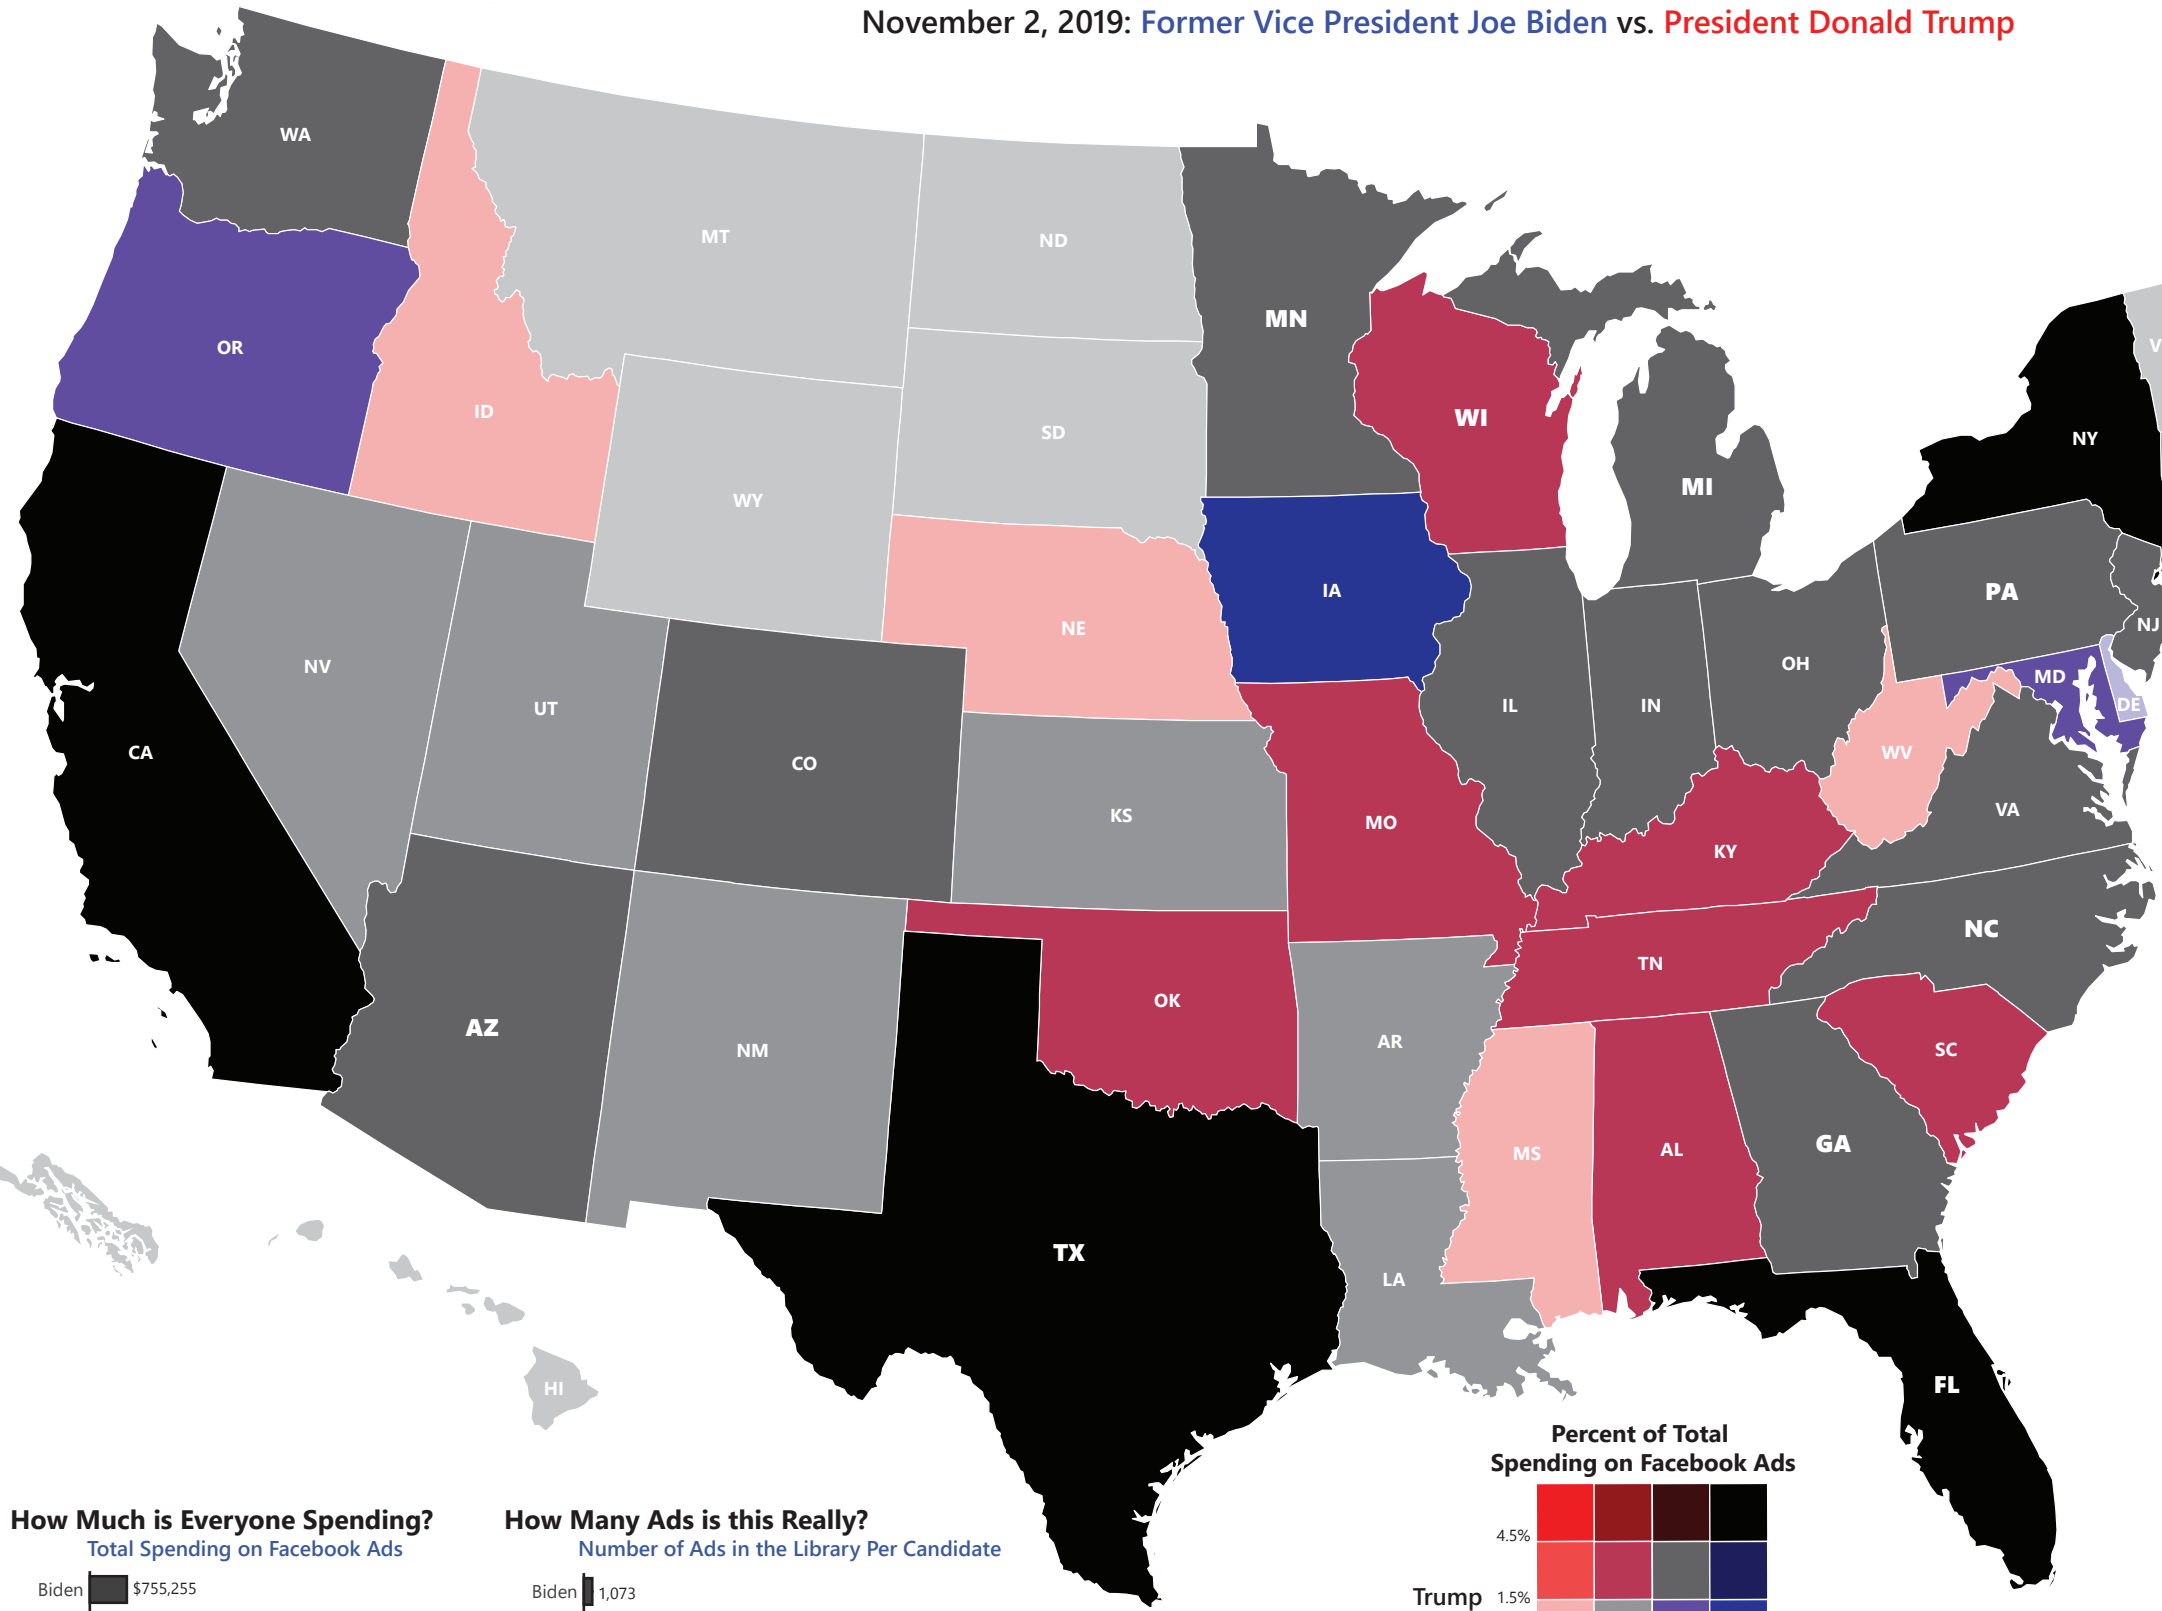 November 2, 2019: Former Vice President Joe Biden vs. President Donald Trump
WA
MT
ND
OR
MN
V
ID
SD
WI
NY
WY
MI
IA
PA
NE
NJ
NV
OH
MD
UT
IL
IN
DE
CA
CO
WV
KS
MO
VA
KY
NC
TN
OK
AZ
AR
SC
NM
GA
MS
AL
TX
LA
HI
FL
Percent of Total
Spending on Facebook Ads
4.5%
Trump 1.5%
How Much is Everyone Spending?
Total Spending on Facebook Ads
Biden $755,255
How Many Ads is this Really?
Number of Ads in the Library Per Candidate
Biden 1,073